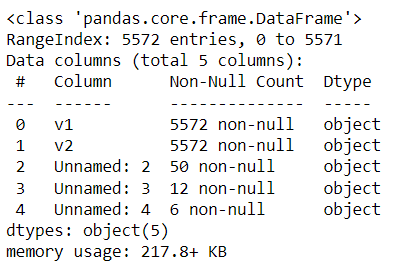 <class 'pandas.core.frame.DataFrame'>
RangeIndex: 5572 entries, 0 to 5571
Data columns (total 5 columns):
 #   Column      Non-Null Count  Dtype
---  ------      --------------  -----
 0   v1          5572 non-null   object
 1   v2          5572 non-null   object
 2   Unnamed: 2  50 non-null     object
 3   Unnamed: 3  12 non-null     object
 4   Unnamed: 4  6 non-null      object
dtypes: object(5)
memory usage: 217.8+ KB